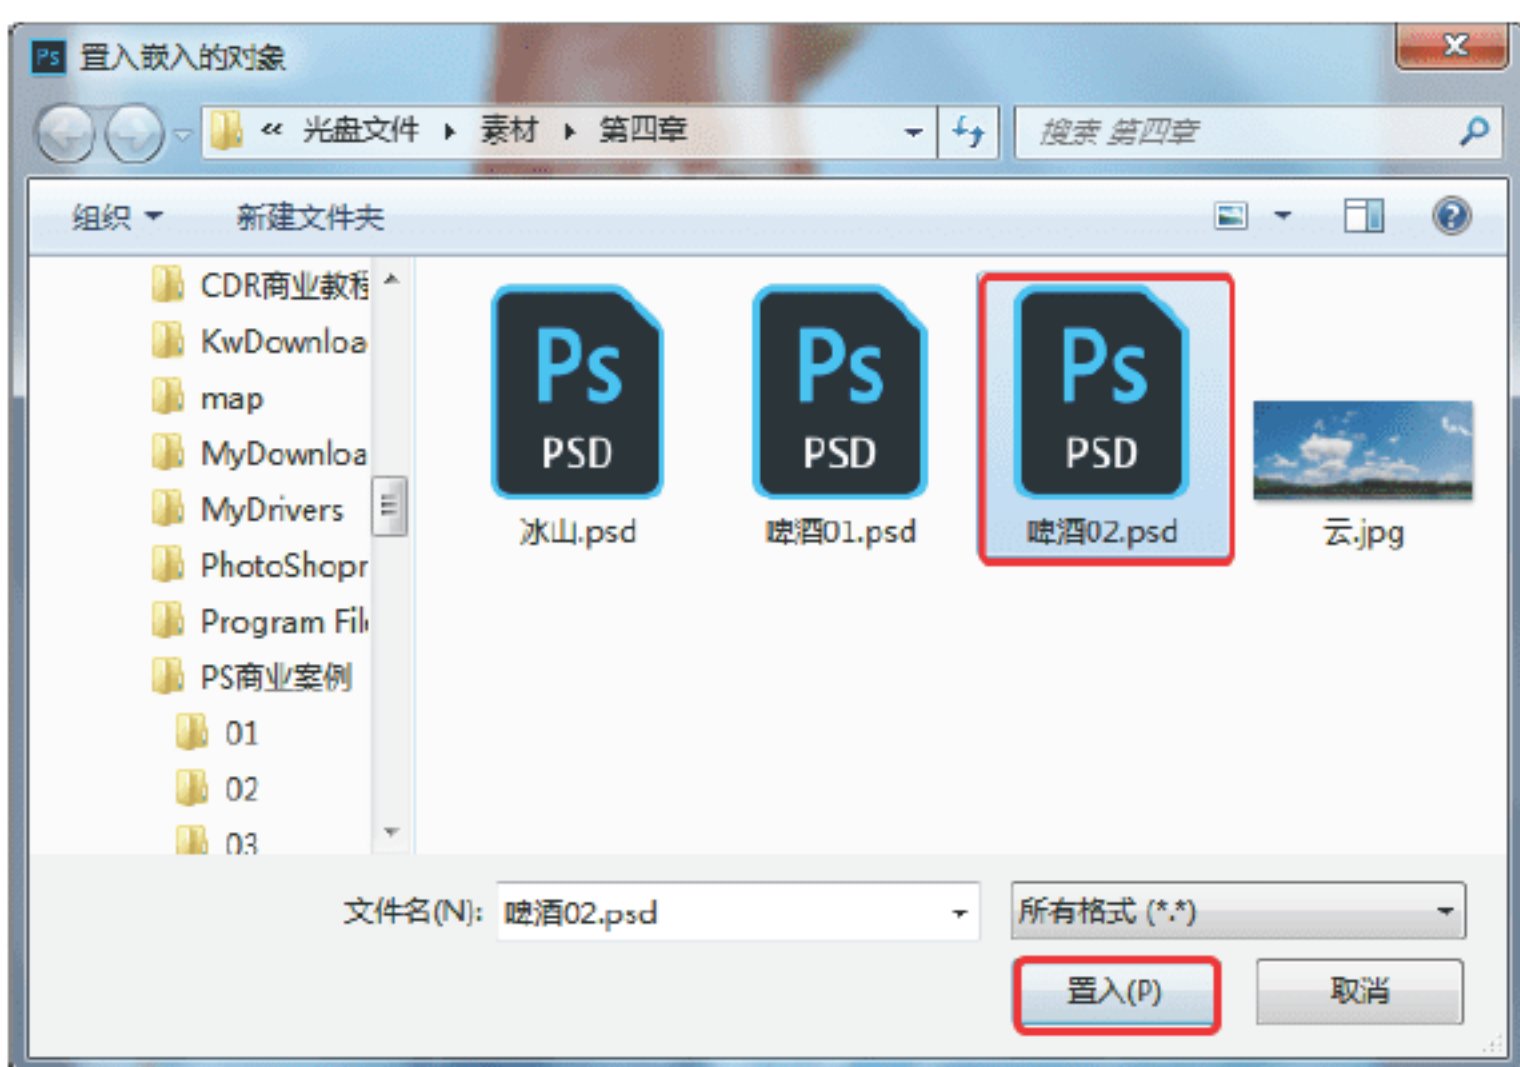 Ps 置入嵌入的对象
« 光盘文件 ▸ 素材 ▸ 第四章
搜索 第四章
组织 新建文件夹
CDR商业教程
KwDownloa
map
MyDownloa
MyDrivers
PhotoShopr
Program Fil
PS商业案例
01
02
03
Ps PSD
冰山.psd
Ps PSD
啤酒01.psd
Ps PSD
啤酒02.psd
云.jpg
文件名(N): 啤酒02.psd
所有格式 (*.*)
置入(P) 取消